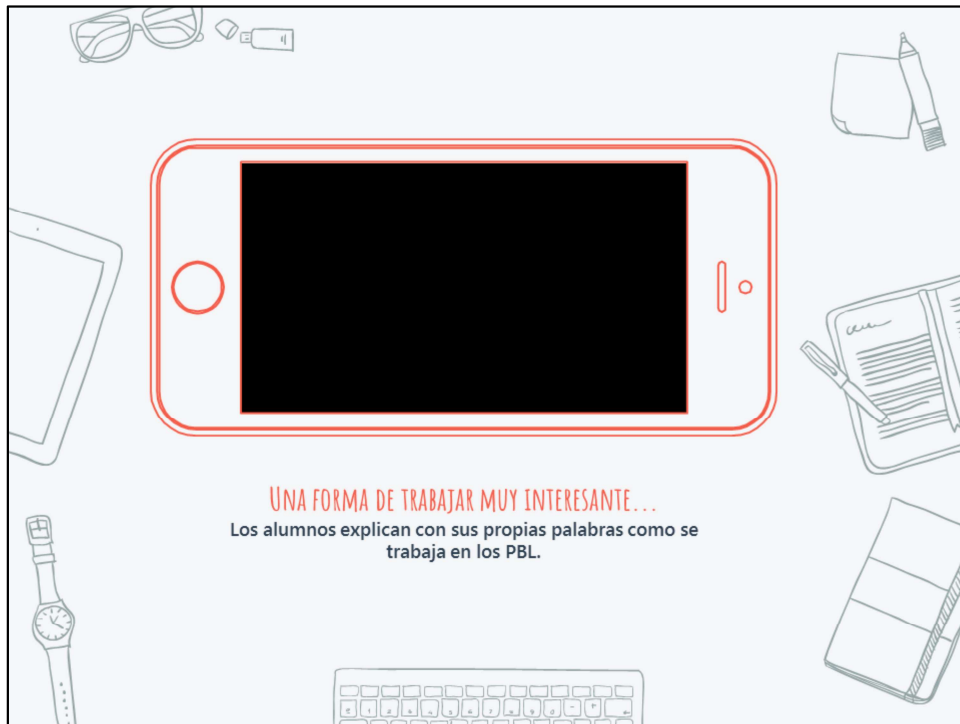 UNA FORMA DE TRABAJAR MUY INTERESANTE...
Los alumnos explican con sus propias palabras como se
trabaja en los PBL.